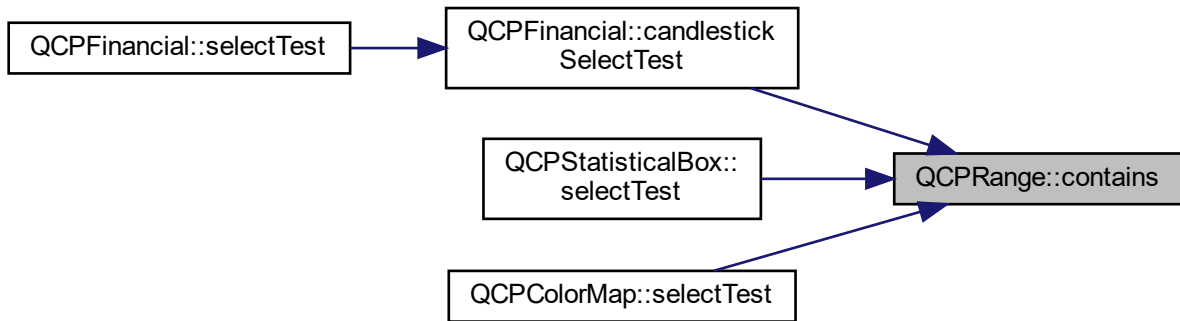 QCPFinancial::selectTest
QCPFinancial::candlestick
SelectTest
QCPStatisticalBox::
selectTest
QCPRange::contains
QCPColorMap::selectTest